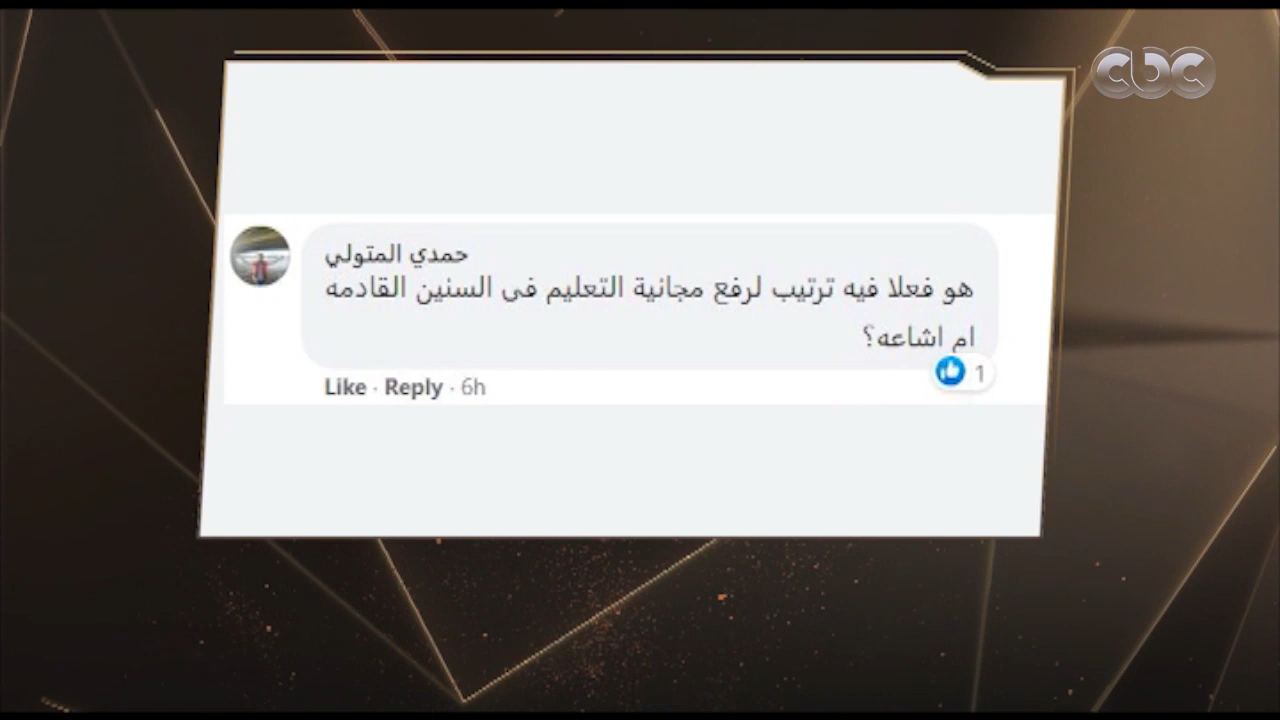 cbc
حمدي المتولي
هو فعلا فيه ترتيب لرفع مجانية التعليم فى السنين القادمه
ام اشاعه؟
1
Like · Reply · 6h